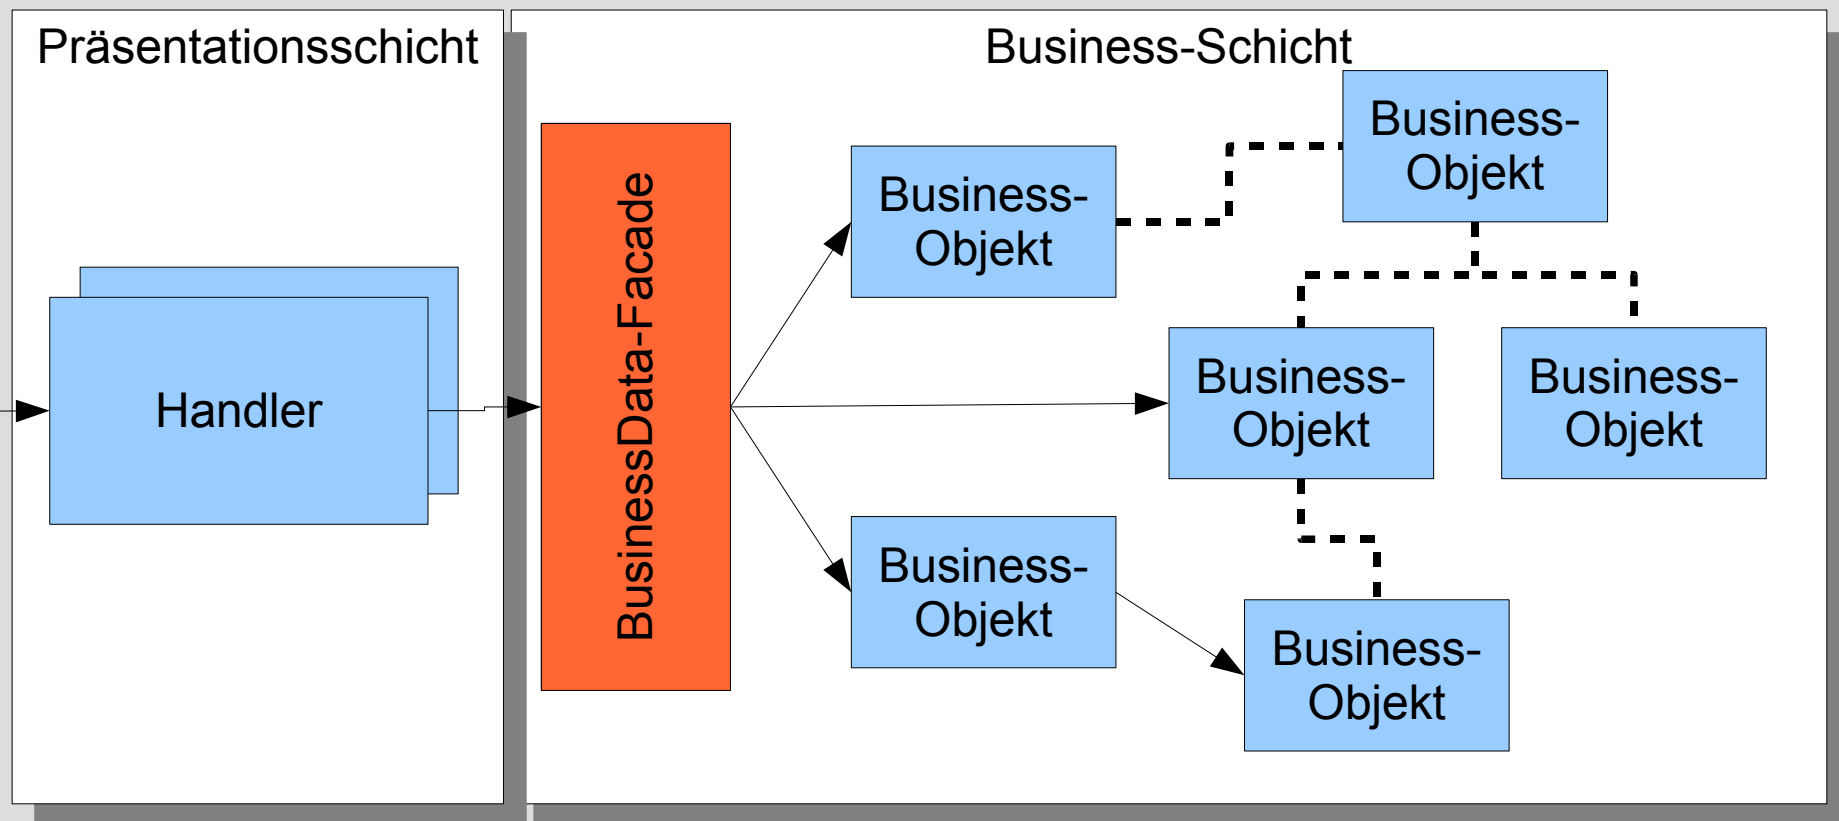 Präsentationsschicht
Business-Schicht
Handler
BusinessData-Facade
Business-
Objekt
Business-
Objekt
Business-
Objekt
Business-
Objekt
Business-
Objekt
Business-
Objekt